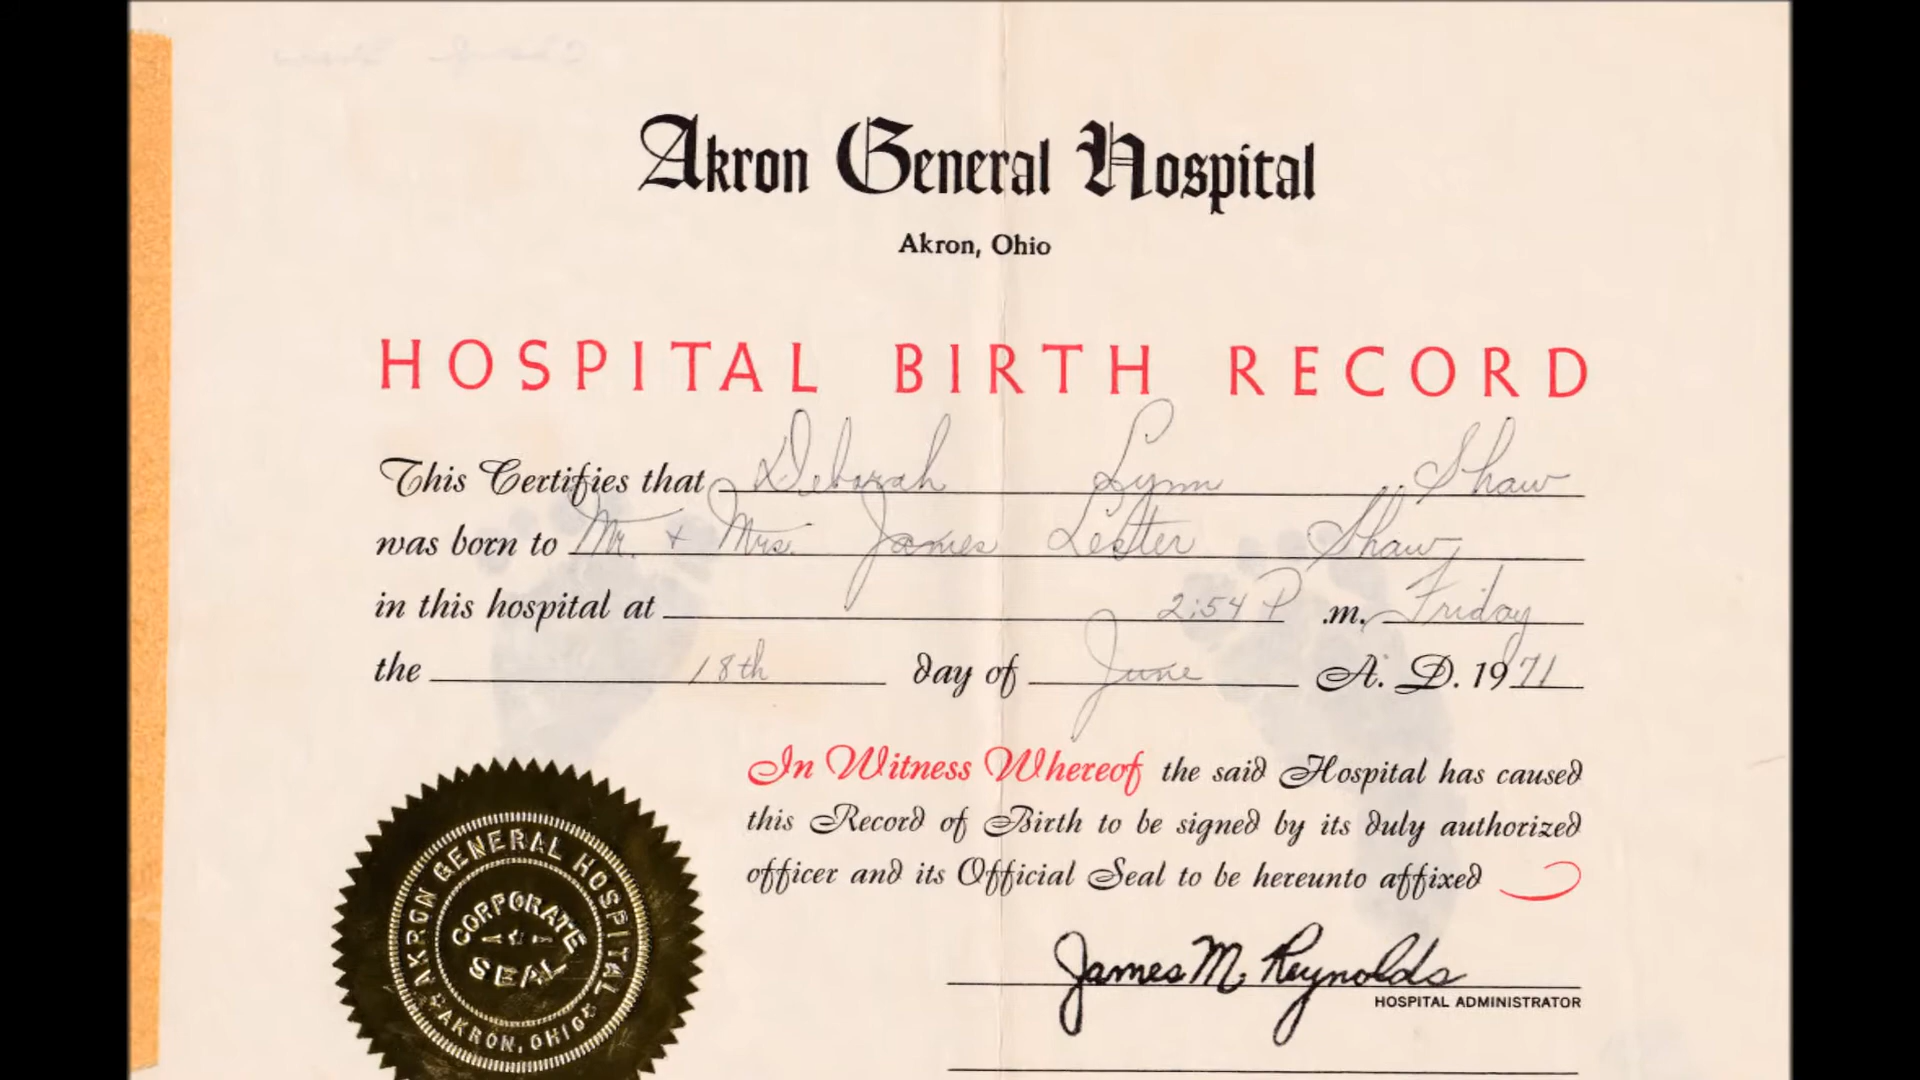 Akron General Hospital
Akron, Ohio
HOSPITAL BIRTH RECORD
This Certifies that Deborah Lynn Shaw
was born to Mr. + Mrs. James Lester Shaw
in this hospital at 2:54 P .m. Friday
the 18th day of June A. D. 1971
In Witness Whereof the said Hospital has caused
this Record of Birth to be signed by its duly authorized
officer and its Official Seal to be hereunto affixed
James M. Reynolds
HOSPITAL ADMINISTRATOR
AKRON GENERAL HOSPITAL
CORPORATE
SEAL
AKRON, OHIO